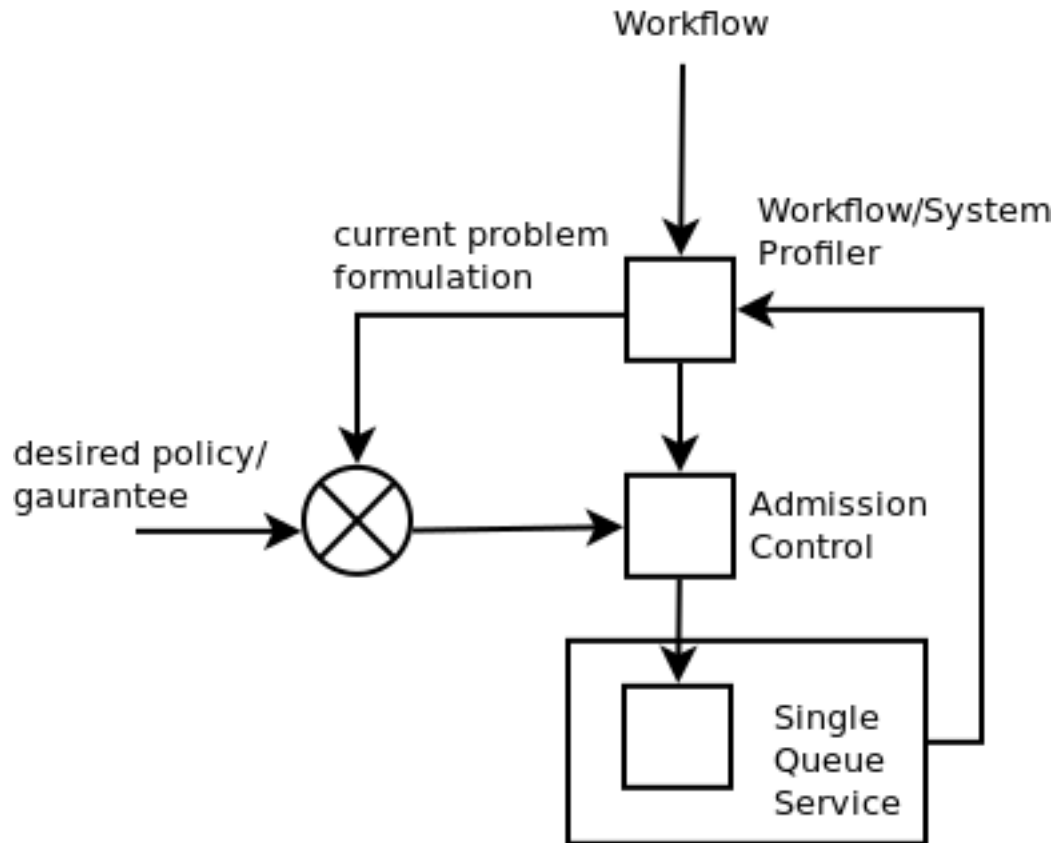 Workflow
Workflow/System
Profiler
current problem
formulation
desired policy/
gaurantee
Admission
Control
Single
Queue
Service